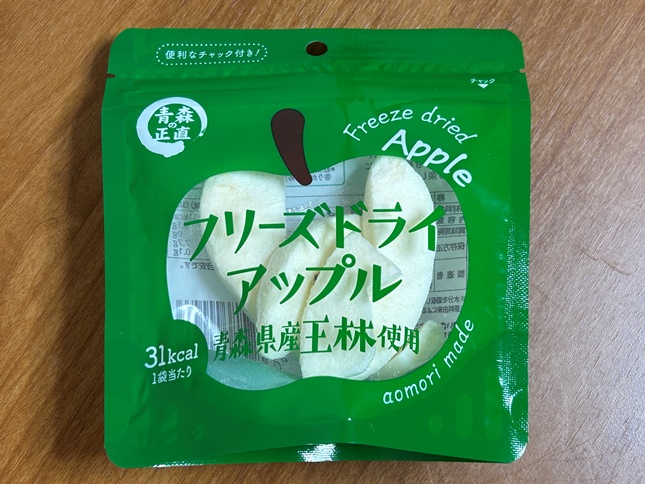 便利なチャック付き!
チャック
青森
の
正直
Freeze dried
Apple
フリーズドライ
アップル
青森県産王林使用
31kcal
1袋当たり
aomori made